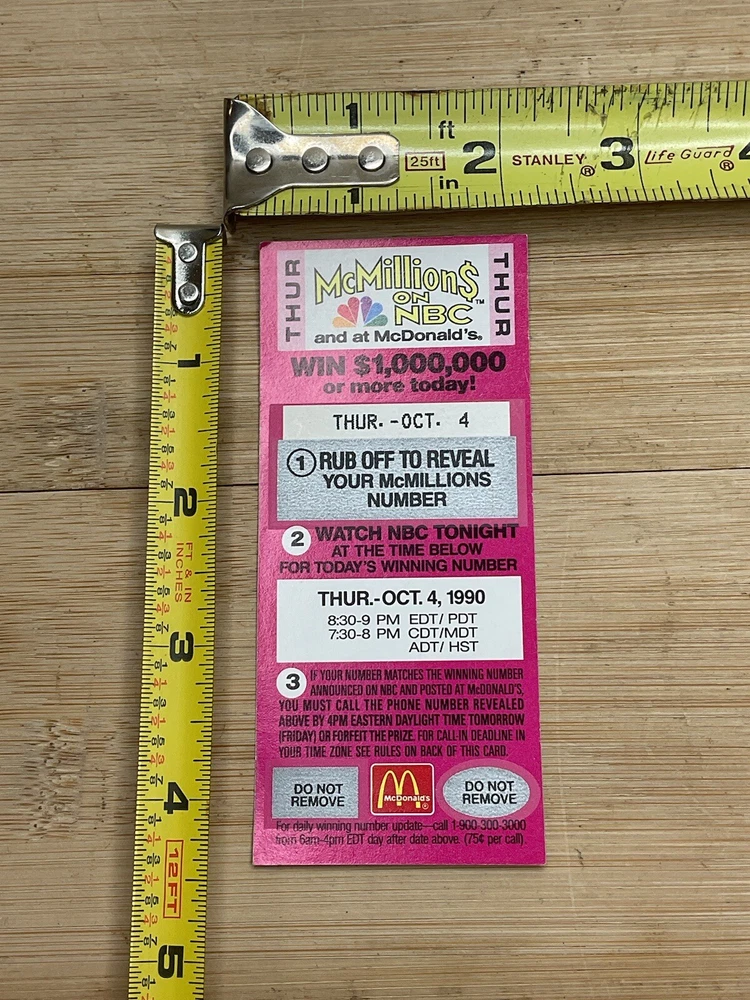 1
ft
25ft
2
STANLEY®
3
Life Guard®
4
in
1
THUR
McMillion$™
ON
NBC
and at McDonald's®
THUR
WIN $1,000,000
or more today!
THUR. -OCT. 4
1 RUB OFF TO REVEAL
YOUR McMILLIONS
NUMBER
2 WATCH NBC TONIGHT
AT THE TIME BELOW
FOR TODAY'S WINNING NUMBER
THUR.-OCT. 4, 1990
8:30-9 PM EDT/ PDT
7:30-8 PM CDT/MDT
ADT/ HST
3 IF YOUR NUMBER MATCHES THE WINNING NUMBER
ANNOUNCED ON NBC AND POSTED AT McDONALD'S,
YOU MUST CALL THE PHONE NUMBER REVEALED
ABOVE BY 4PM EASTERN DAYLIGHT TIME TOMORROW
(FRIDAY) OR FORFEIT THE PRIZE. FOR CALL-IN DEADLINE IN
YOUR TIME ZONE SEE RULES ON BACK OF THIS CARD.
DO NOT
REMOVE
McDonald's®
DO NOT
REMOVE
For daily winning number update—call 1-900-300-3000
from 6am-4pm EDT day after date above. (75¢ per call).
1
2
FT & IN
INCHES
3
4
12FT
5